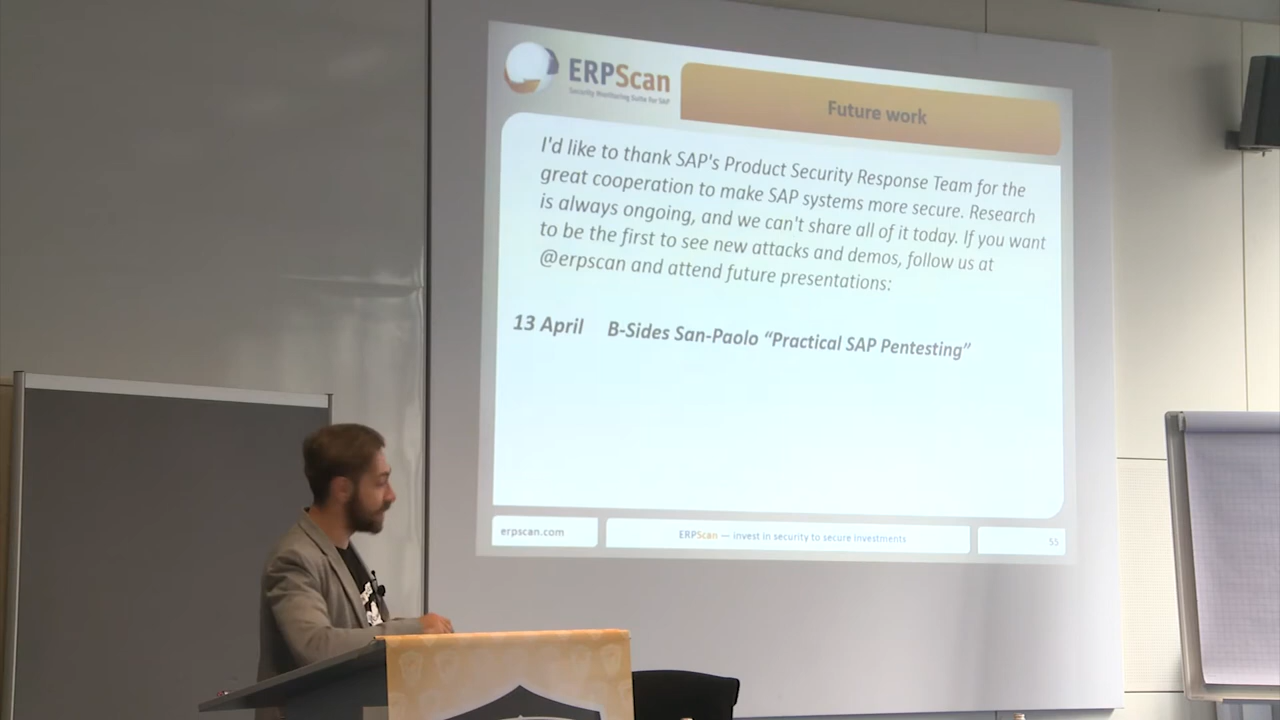 ERPScan
Security Monitoring Suite for SAP
Future work
I'd like to thank SAP's Product Security Response Team for the
great cooperation to make SAP systems more secure. Research
is always ongoing, and we can't share all of it today. If you want
to be the first to see new attacks and demos, follow us at
@erpscan and attend future presentations:
13 April B-Sides San-Paolo “Practical SAP Pentesting”
erpscan.com
ERPScan — invest in security to secure investments
55